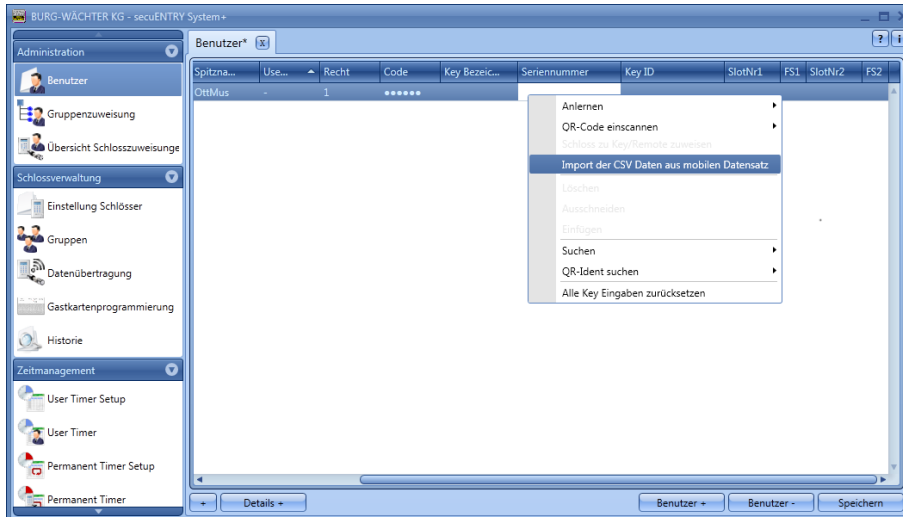 BURG-WÄCHTER KG - secuENTRY System+
Administration
Benutzer
Gruppenzuweisung
Übersicht Schlosszuweisunge
Schlossverwaltung
Einstellung Schlösser
Gruppen
Datenübertragung
Gastkartenprogrammierung
Historie
Zeitmanagement
User Timer Setup
User Timer
Permanent Timer Setup
Permanent Timer
Benutzer* x
? i
Spitzna... Use... Recht Code Key Bezeic... Seriennummer Key ID SlotNr1 FS1 SlotNr2 FS2
OttMus - 1 ●●●●●●
Anlernen
QR-Code einscannen
Schloss zu Key/Remote zuweisen
Import der CSV Daten aus mobilen Datensatz
Löschen
Ausschneiden
Einfügen
Suchen
QR-Ident suchen
Alle Key Eingaben zurücksetzen
+ Details + Benutzer + Benutzer - Speichern